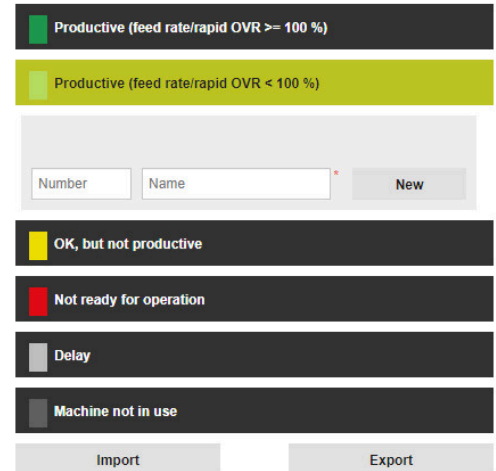 Productive (feed rate/rapid OVR >= 100 %)
Productive (feed rate/rapid OVR < 100 %)
Number
Name
*
New
OK, but not productive
Not ready for operation
Delay
Machine not in use
Import
Export